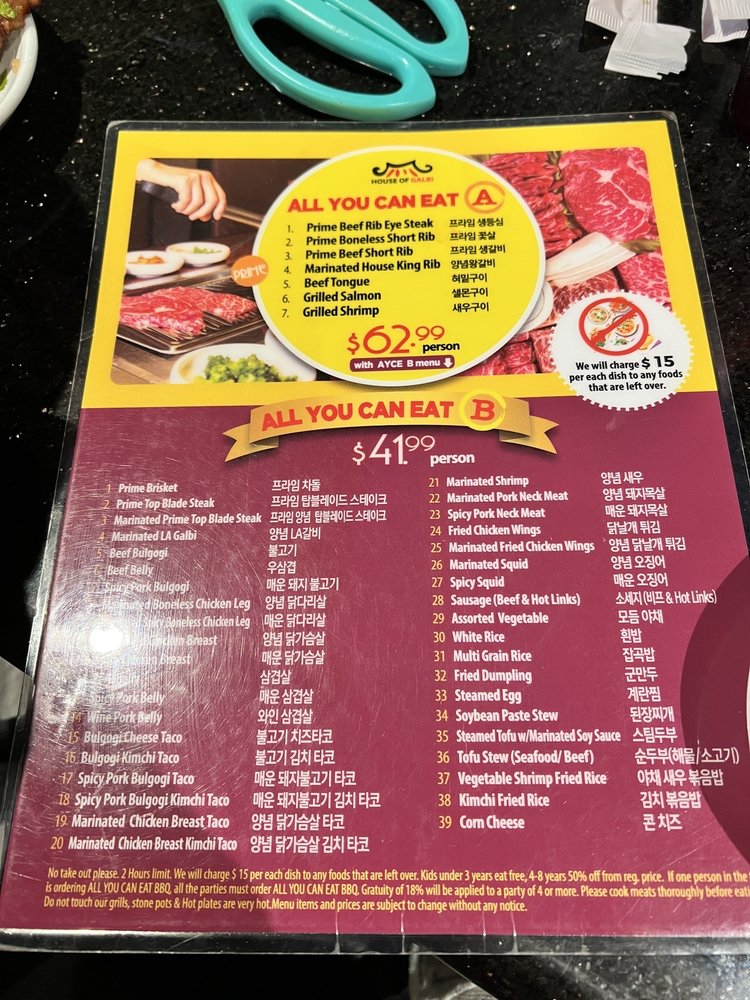 HOUSE OF GALBI
ALL YOU CAN EAT A
1. Prime Beef Rib Eye Steak 프라임 생등심
2. Prime Boneless Short Rib 프라임 꽃살
3. Prime Beef Short Rib 프라임 생갈비
4. Marinated House King Rib 양념왕갈비
5. Beef Tongue 혀밑구이
6. Grilled Salmon 샐몬구이
7. Grilled Shrimp 새우구이
PRIME
$62.99 person
with AYCE B menu
We will charge $ 15
per each dish to any foods
that are left over.
ALL YOU CAN EAT B
$41.99 person
1 Prime Brisket 프라임 차돌
2 Prime Top Blade Steak 프라임 탑블레이드 스테이크
3 Marinated Prime Top Blade Steak 프라임 양념 탑블레이드 스테이크
4 Marinated LA Galbi 양념 LA갈비
5 Beef Bulgogi 불고기
6 Beef Belly 우삼겹
Spicy Pork Bulgogi 매운 돼지 불고기
Marinated Boneless Chicken Leg 양념 닭다리살
Spicy Boneless Chicken Leg 매운 닭다리살
Chicken Breast 양념 닭가슴살
Breast 매운 닭가슴살
삼겹살
Spicy Pork Belly 매운 삼겹살
14 Wine Pork Belly 와인 삼겹살
15 Bulgogi Cheese Taco 불고기 치즈타코
16 Bulgogi Kimchi Taco 불고기 김치타코
17 Spicy Pork Bulgogi Taco 매운 돼지불고기 타코
18 Spicy Pork Bulgogi Kimchi Taco 매운 돼지불고기 김치 타코
19 Marinated Chicken Breast Taco 양념 닭가슴살 타코
20 Marinated Chicken Breast Kimchi Taco 양념 닭가슴살 김치 타코
21 Marinated Shrimp 양념 새우
22 Marinated Pork Neck Meat 양념 돼지목살
23 Spicy Pork Neck Meat 매운 돼지목살
24 Fried Chicken Wings 닭날개 튀김
25 Marinated Fried Chicken Wings 양념 닭날개 튀김
26 Marinated Squid 양념 오징어
27 Spicy Squid 매운 오징어
28 Sausage (Beef & Hot Links) 소세지 (비프 & Hot Links)
29 Assorted Vegetable 모듬 야채
30 White Rice 흰밥
31 Multi Grain Rice 잡곡밥
32 Fried Dumpling 군만두
33 Steamed Egg 계란찜
34 Soybean Paste Stew 된장찌개
35 Steamed Tofu w/Marinated Soy Sauce 스팀두부
36 Tofu Stew (Seafood/ Beef) 순두부(해물/소고기)
37 Vegetable Shrimp Fried Rice 야채 새우 볶음밥
38 Kimchi Fried Rice 김치 볶음밥
39 Corn Cheese 콘 치즈
No take out please. 2 Hours limit. We will charge $ 15 per each dish to any foods that are left over. Kids under 3 years eat free, 4-8 years 50% off from reg. price. If one person in the
is ordering ALL YOU CAN EAT BBQ, all the parties must order ALL YOU CAN EAT BBQ. Gratuity of 18% will be applied to a party of 4 or more. Please cook meats thoroughly before
Do not touch our grills, stone pots & Hot plates are very hot.Menu items and prices are subject to change without any notice.